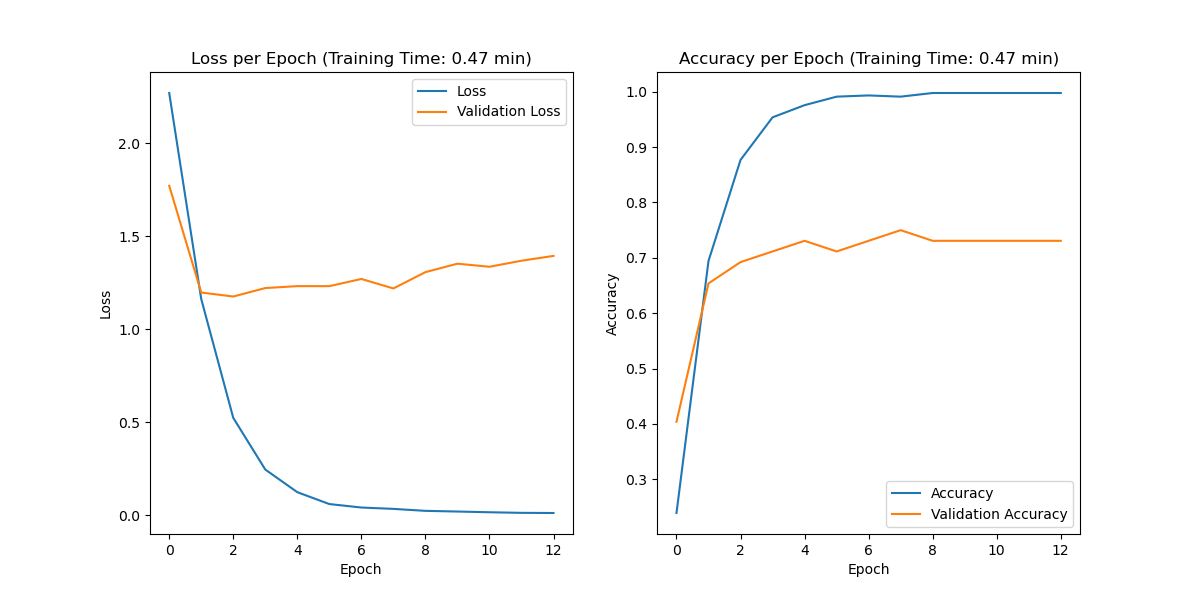 Loss per Epoch (Training Time: 0.47 min)
Loss
Validation Loss
2.0
1.5
1.0
0.5
0.0
Loss
0 2 4 6 8 10 12
Epoch
Accuracy per Epoch (Training Time: 0.47 min)
1.0
0.9
0.8
0.7
0.6
0.5
0.4
0.3
Accuracy
Accuracy
Validation Accuracy
0 2 4 6 8 10 12
Epoch